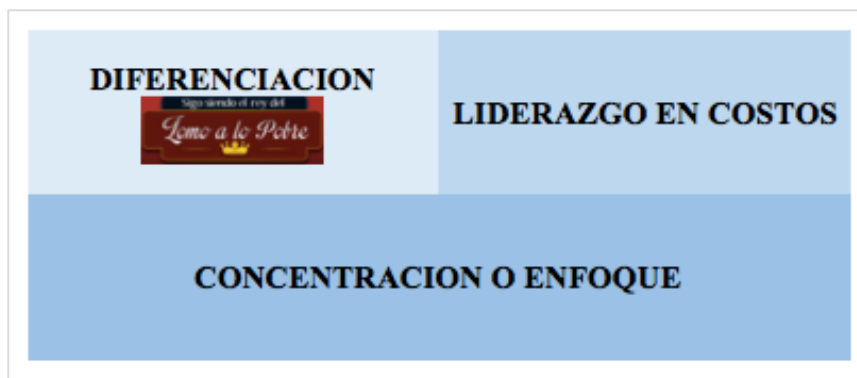 DIFERENCIACION
Sigo siendo el rey del
Lomo a lo Pobre
LIDERAZGO EN COSTOS
CONCENTRACION O ENFOQUE